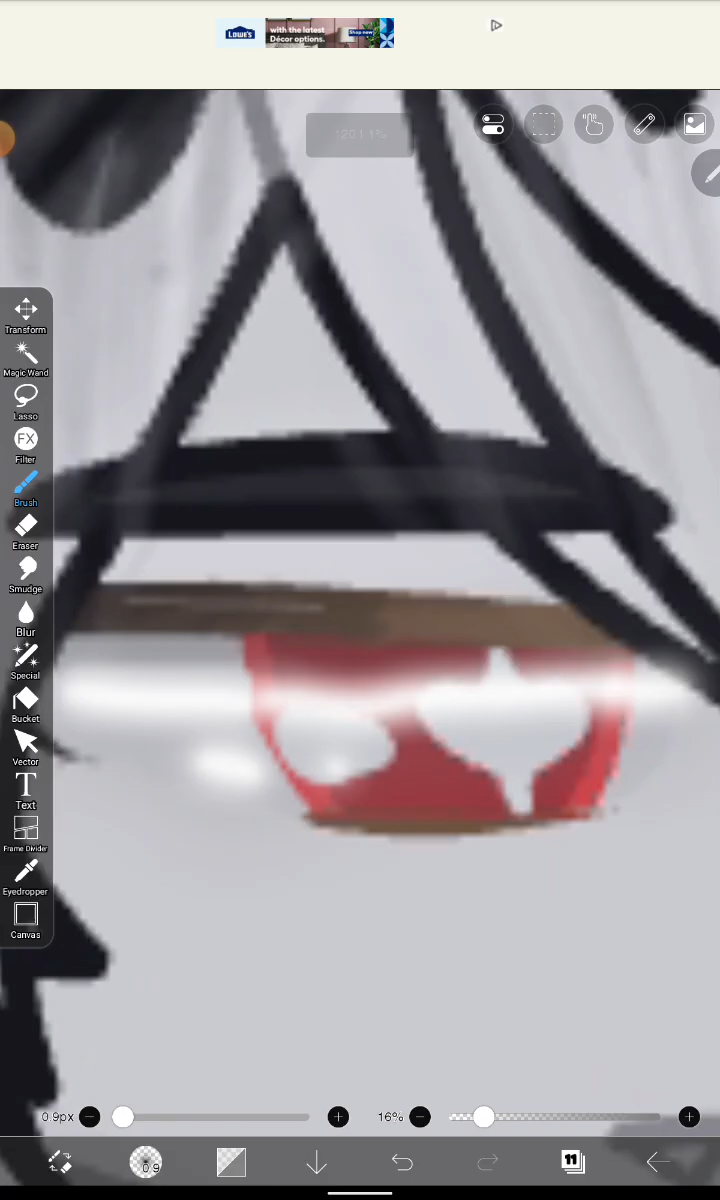 LOWE'S
with the latest
Décor options.
Shop now
Transform
Magic Wand
Lasso
FX
Filter
Brush
Eraser
Smudge
Blur
Special
Bucket
Vector
T
Text
Frame Divider
Eyedropper
Canvas
0.9px
16%
0.9
11